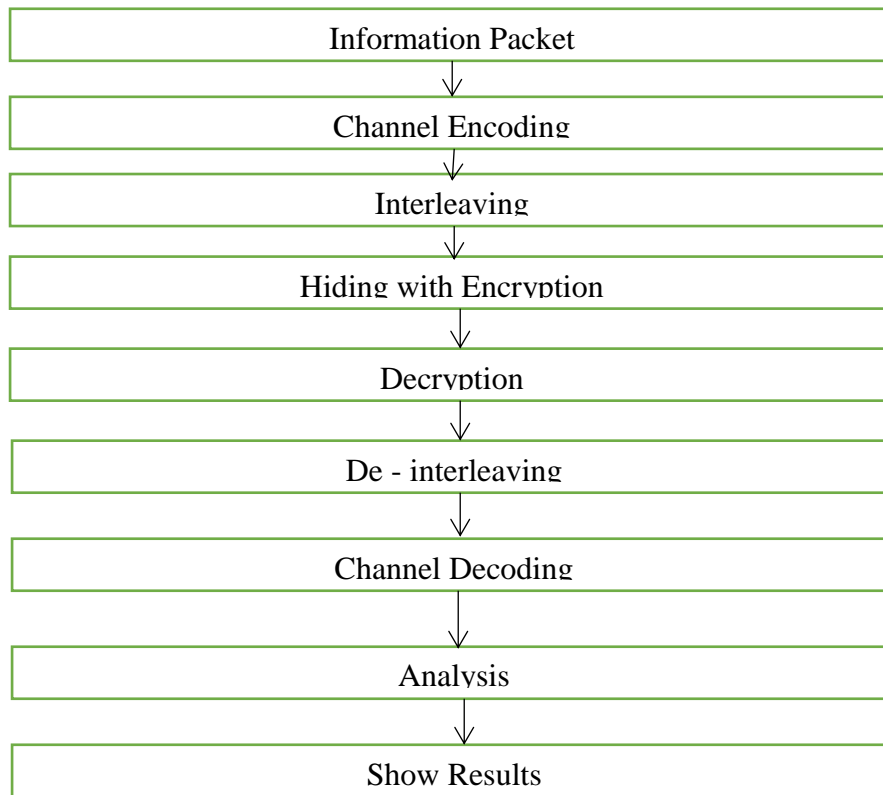 Information Packet
Channel Encoding
Interleaving
Hiding with Encryption
Decryption
De - interleaving
Channel Decoding
Analysis
Show Results